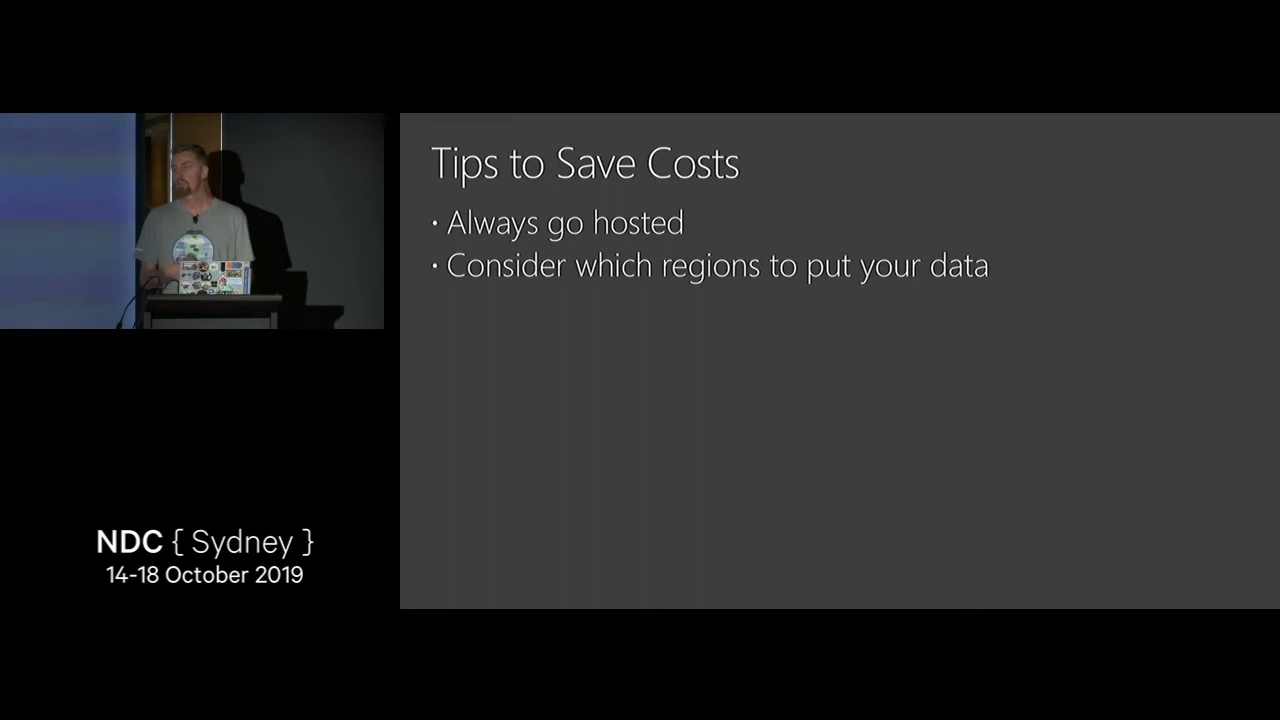 Tips to Save Costs
• Always go hosted
• Consider which regions to put your data
NDC { Sydney }
14-18 October 2019